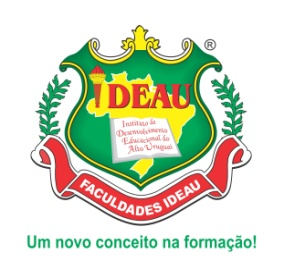 ®
IDEAU
Instituto de
Desenvolvimento
Educacional do
Alto Uruguai
FACULDADES IDEAU
Um novo conceito na formação!